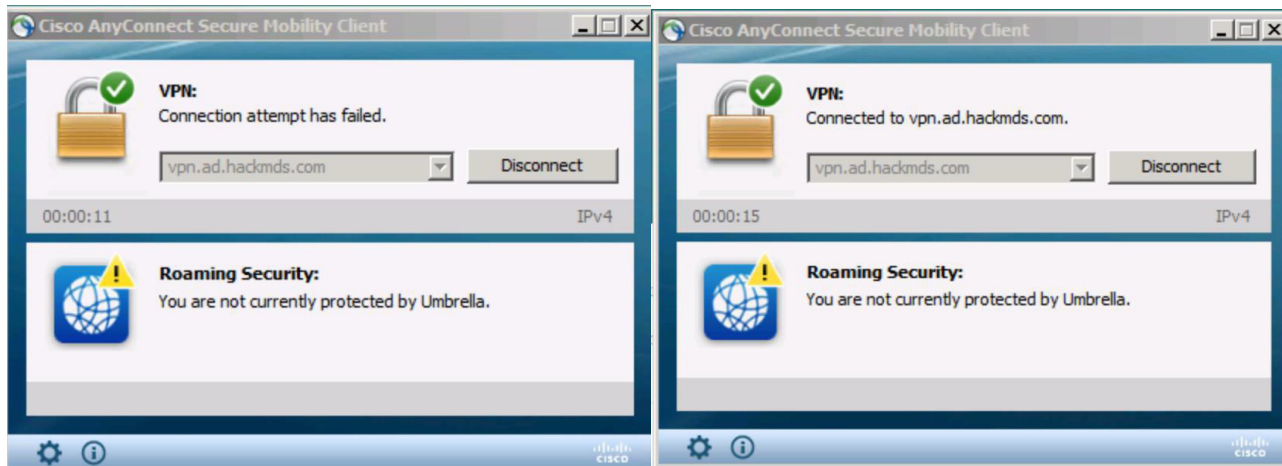 Cisco AnyConnect Secure Mobility Client
VPN:
Connection attempt has failed.
vpn.ad.hackmds.com
Disconnect
00:00:11
IPv4
Roaming Security:
You are not currently protected by Umbrella.
CISCO
Cisco AnyConnect Secure Mobility Client
VPN:
Connected to vpn.ad.hackmds.com.
vpn.ad.hackmds.com
Disconnect
00:00:15
IPv4
Roaming Security:
You are not currently protected by Umbrella.
CISCO